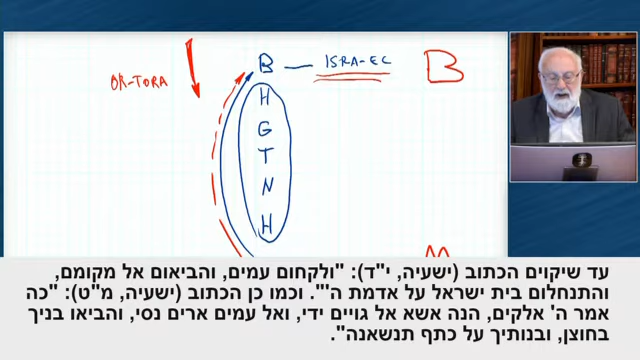 B — ISRA-EL B
OR-TORA
H
G
T
N
H
M
עד שיקוים הכתוב (ישעיה, י"ד): "ולקחום עמים, והביאום אל מקומם,
והתנחלום בית ישראל על אדמת ה'". וכמו כן הכתוב (ישעיה, מ"ט): "כה
אמר ה' אלקים, הנה אשא אל גויים ידי, ואל עמים ארים נסי, והביאו בניך
בחוצן, ובנותיך על כתף תנשאנה".